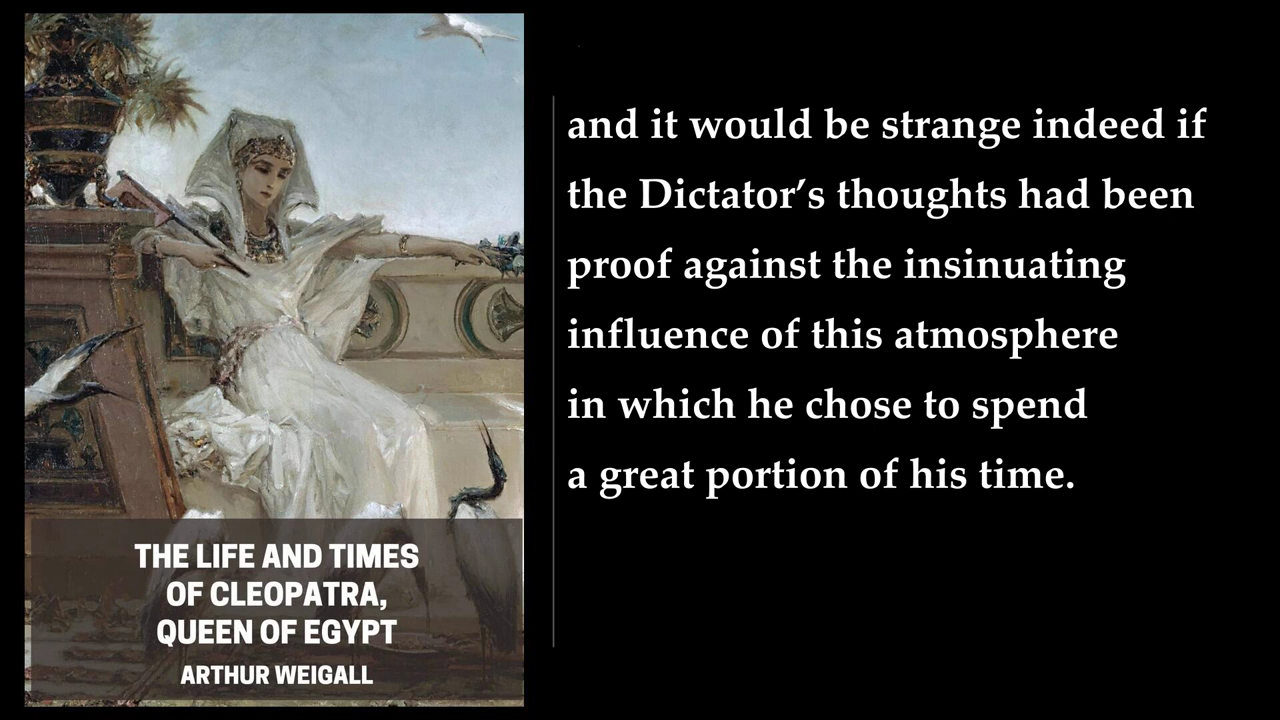 and it would be strange indeed if
the Dictator’s thoughts had been
proof against the insinuating
influence of this atmosphere
in which he chose to spend
a great portion of his time.
THE LIFE AND TIMES
OF CLEOPATRA,
QUEEN OF EGYPT
ARTHUR WEIGALL